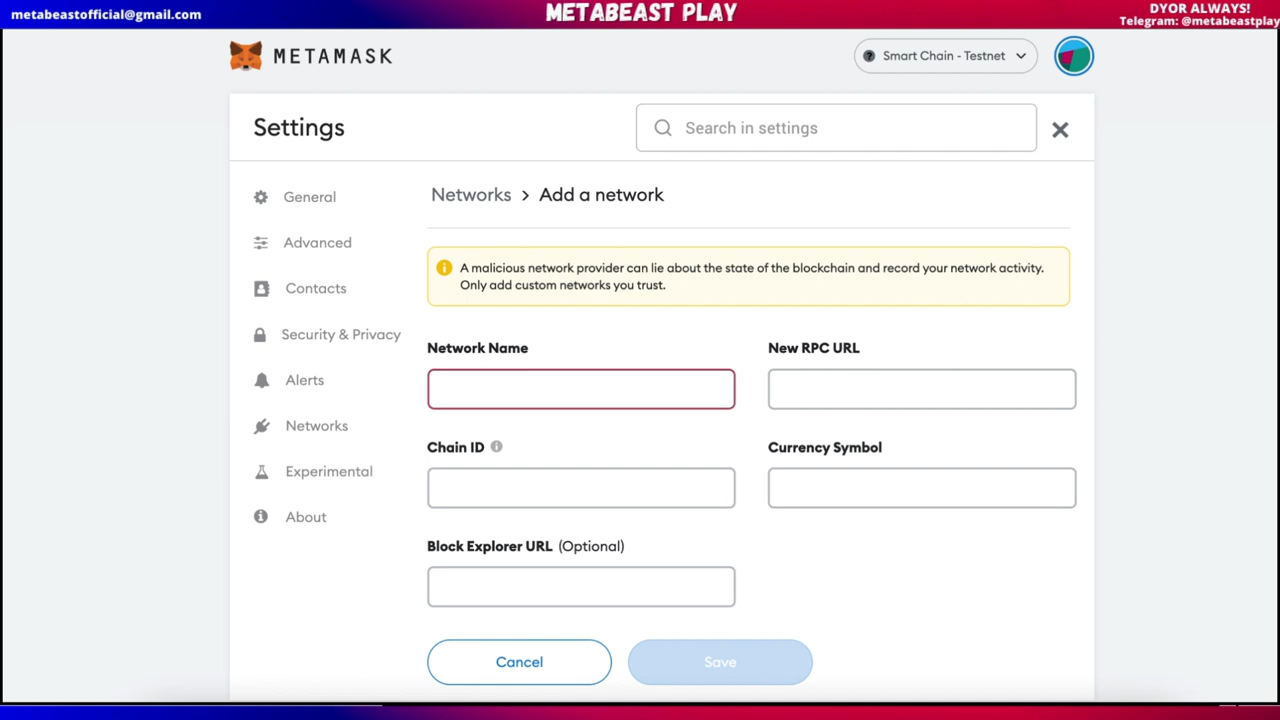 metabeastofficial@gmail.com
METABEAST PLAY
DYOR ALWAYS!
Telegram: @metabeastplay
METAMASK
Smart Chain - Testnet
Settings
Search in settings
General
Advanced
Contacts
Security & Privacy
Alerts
Networks
Experimental
About
Networks > Add a network
A malicious network provider can lie about the state of the blockchain and record your network activity.
Only add custom networks you trust.
Network Name
New RPC URL
Chain ID
Currency Symbol
Block Explorer URL (Optional)
Cancel
Save